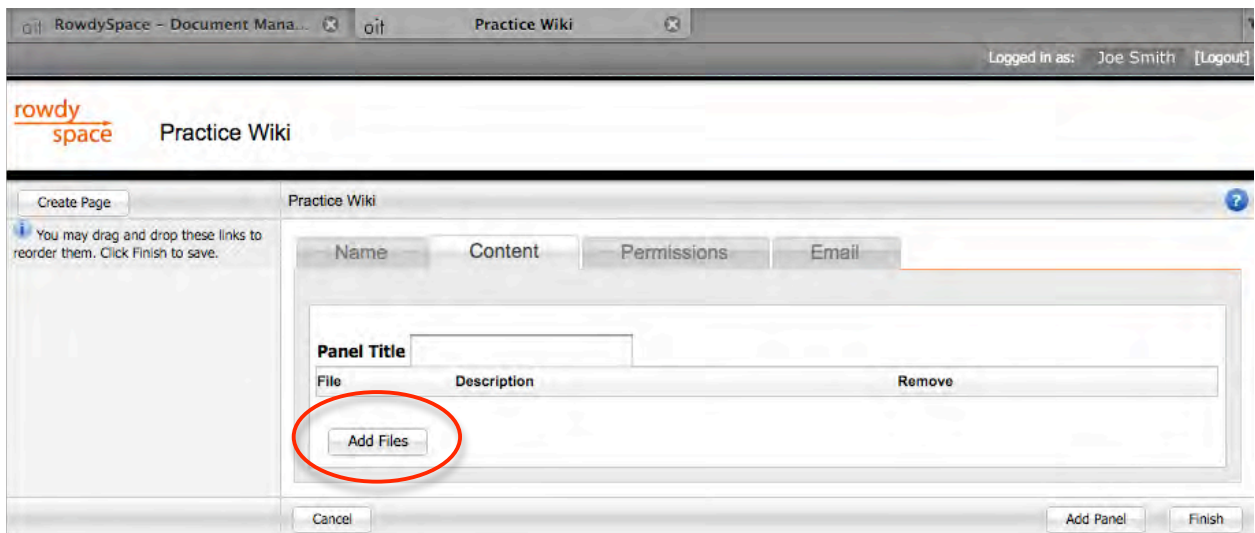 oit RowdySpace – Document Mana... oit Practice Wiki
Logged in as: Joe Smith [Logout]
rowdy
space Practice Wiki
Create Page Practice Wiki ?
i You may drag and drop these links to
reorder them. Click Finish to save.
Name Content Permissions Email
Panel Title
File Description Remove
Add Files
Cancel Add Panel Finish